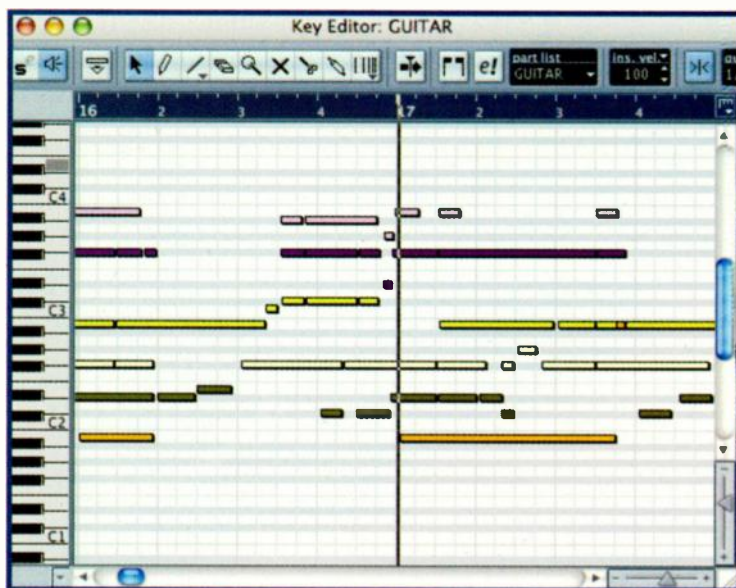 Key Editor: GUITAR
s e! part list ins. vel.
GUITAR 100 1.
16 2 3 4 17 2 3 4
C4
C3
C2
C1